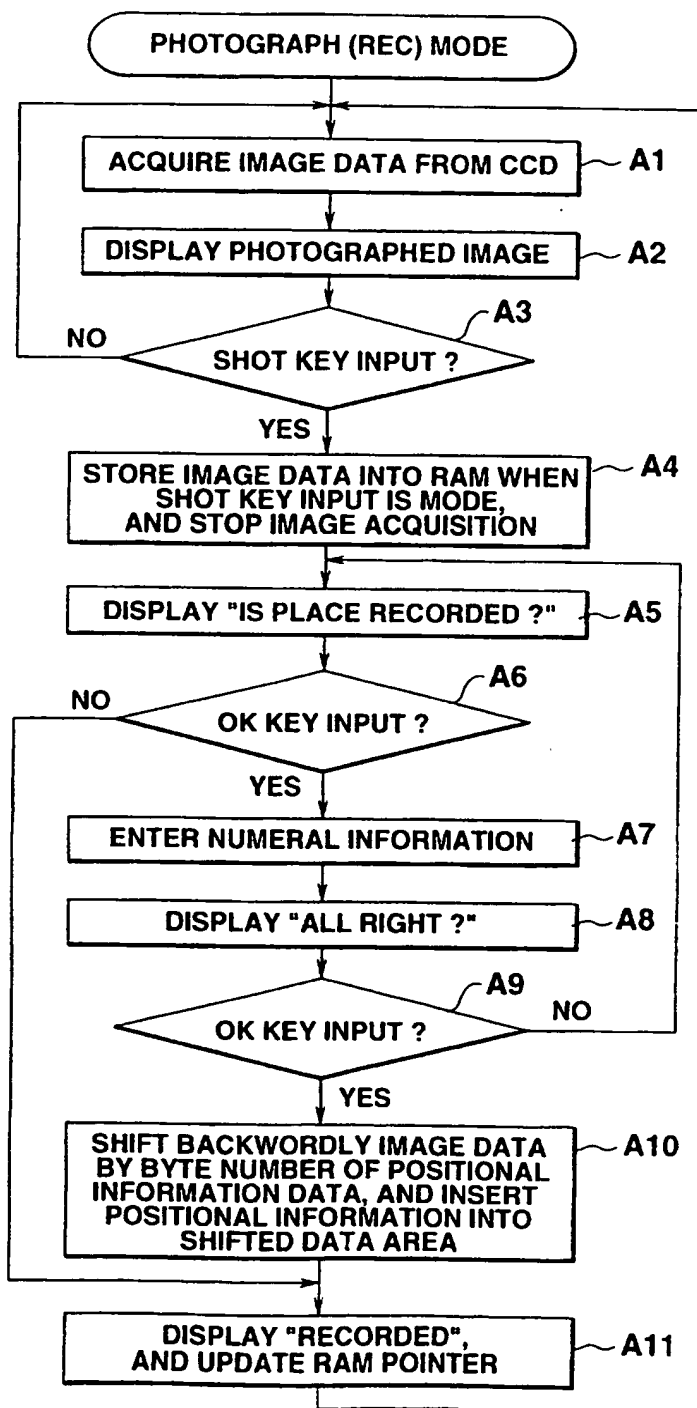 PHOTOGRAPH (REC) MODE
ACQUIRE IMAGE DATA FROM CCD
A1
DISPLAY PHOTOGRAPHED IMAGE
A2
A3
NO
SHOT KEY INPUT ?
YES
STORE IMAGE DATA INTO RAM WHEN
SHOT KEY INPUT IS MODE,
AND STOP IMAGE ACQUISITION
A4
DISPLAY "IS PLACE RECORDED ?"
A5
A6
NO
OK KEY INPUT ?
YES
ENTER NUMERAL INFORMATION
A7
DISPLAY "ALL RIGHT ?"
A8
A9
OK KEY INPUT ?
NO
YES
SHIFT BACKWORDLY IMAGE DATA
BY BYTE NUMBER OF POSITIONAL
INFORMATION DATA, AND INSERT
POSITIONAL INFORMATION INTO
SHIFTED DATA AREA
A10
DISPLAY "RECORDED",
AND UPDATE RAM POINTER
A11